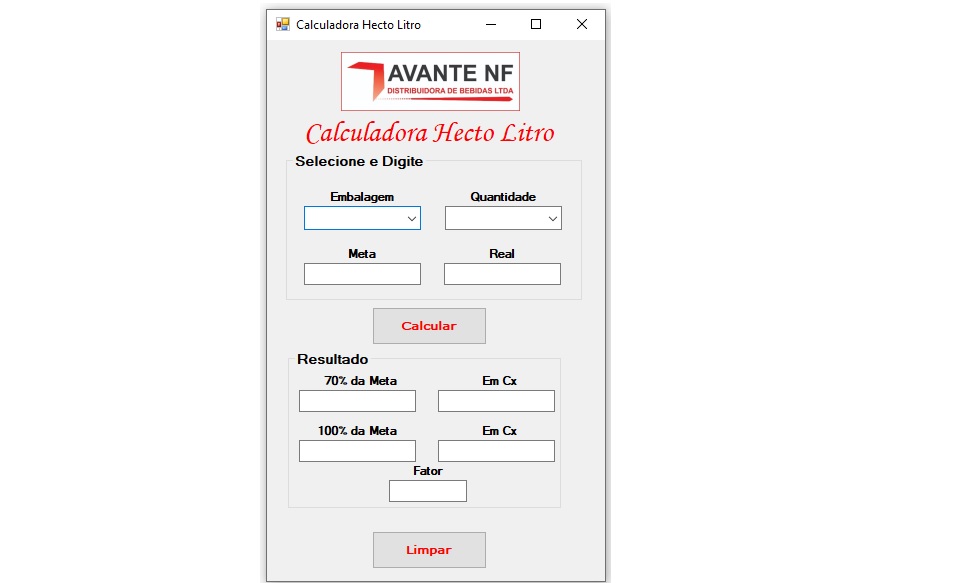 Calculadora Hecto Litro
AVANTE NF
DISTRIBUIDORA DE BEBIDAS LTDA
Calculadora Hecto Litro
Selecione e Digite
Embalagem Quantidade
Meta Real
Calcular
Resultado
70% da Meta Em Cx
100% da Meta Em Cx
Fator
Limpar